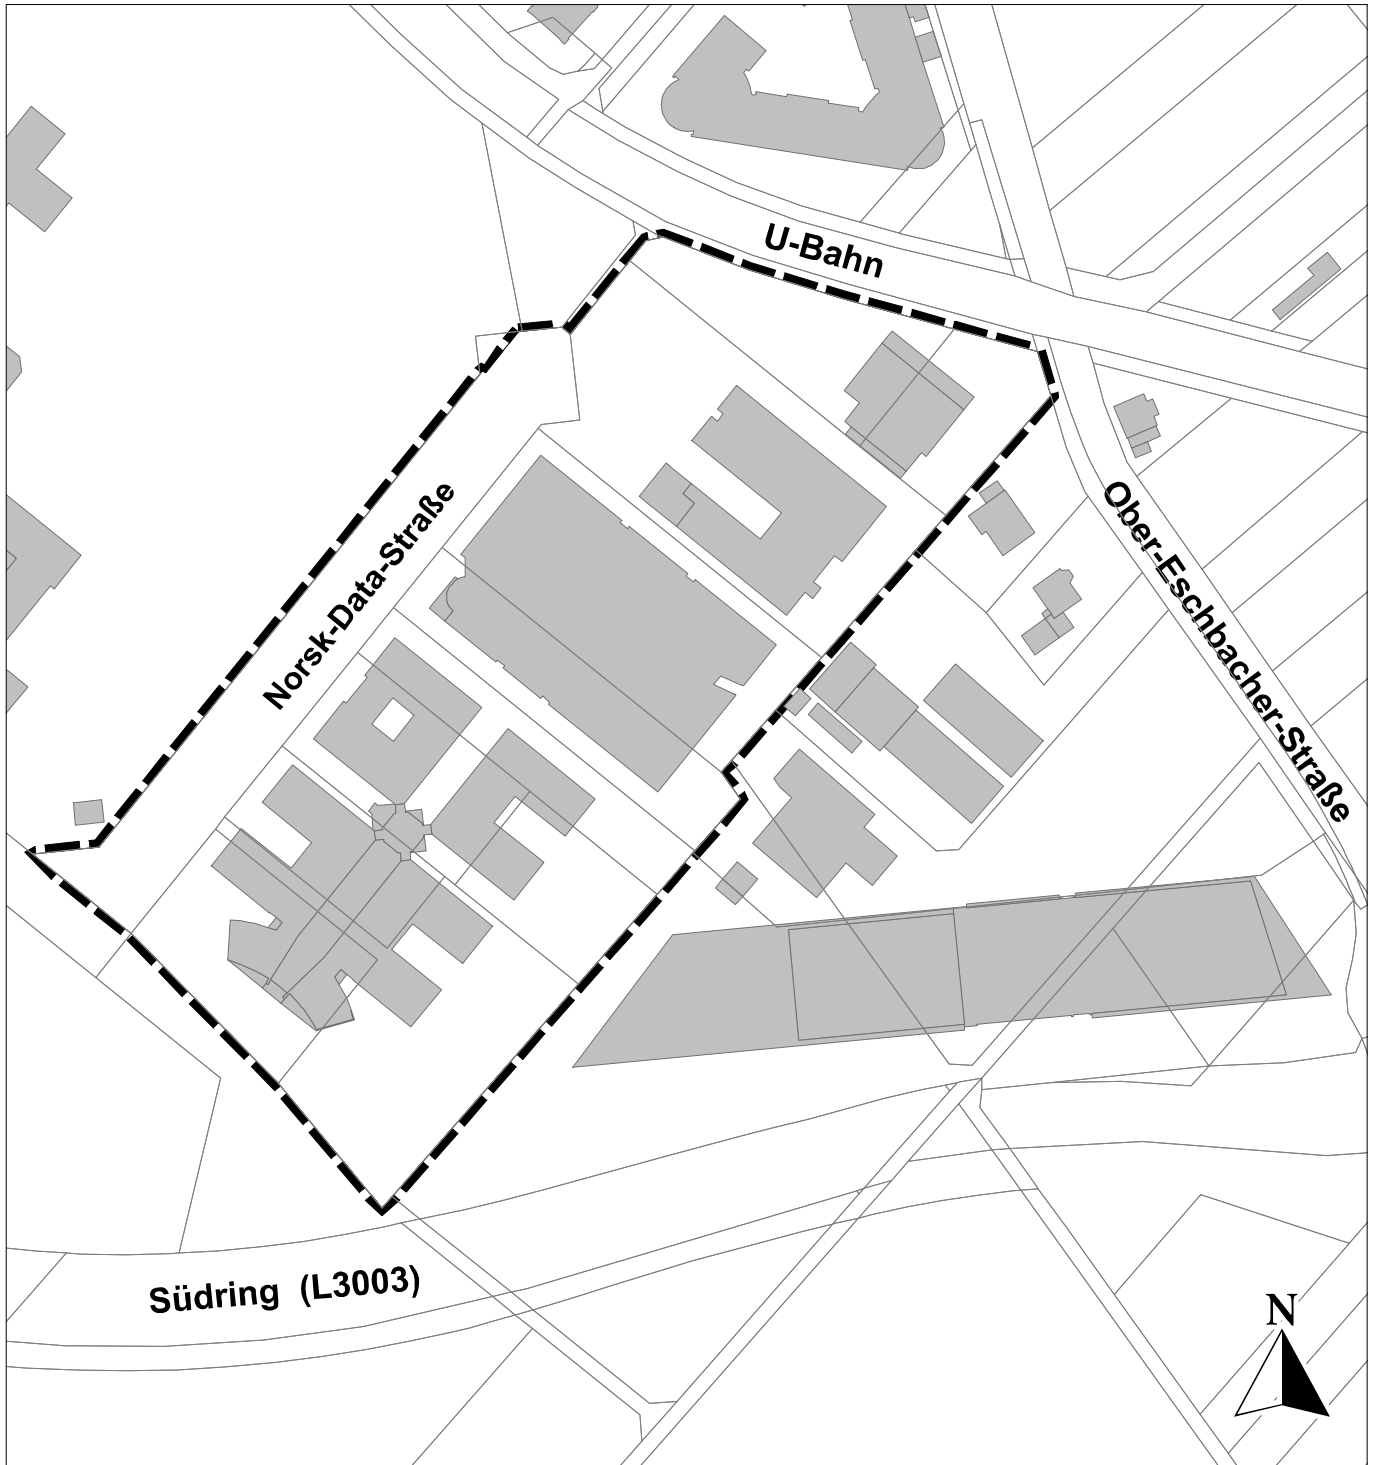 U-Bahn
Norsk-Data-Straße
Ober-Eschbacher-Straße
Südring (L3003)
N